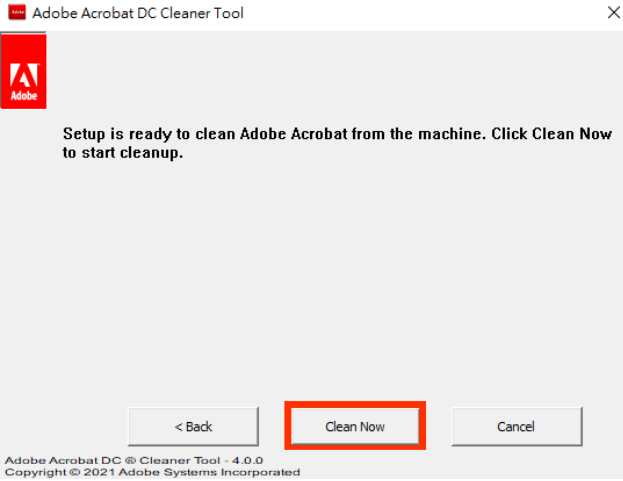 Adobe Adobe Acrobat DC Cleaner Tool
Adobe
Setup is ready to clean Adobe Acrobat from the machine. Click Clean Now
to start cleanup.
< Back Clean Now Cancel
Adobe Acrobat DC ® Cleaner Tool - 4.0.0
Copyright © 2021 Adobe Systems Incorporated